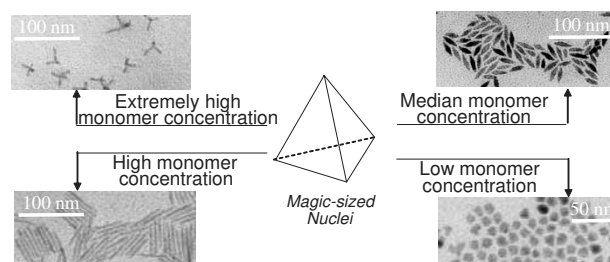 100 nm
100 nm
Extremely high
monomer concentration
Median monomer
concentration
High monomer
concentration
Low monomer
concentration
100 nm
Magic-sized
Nuclei
50 nm